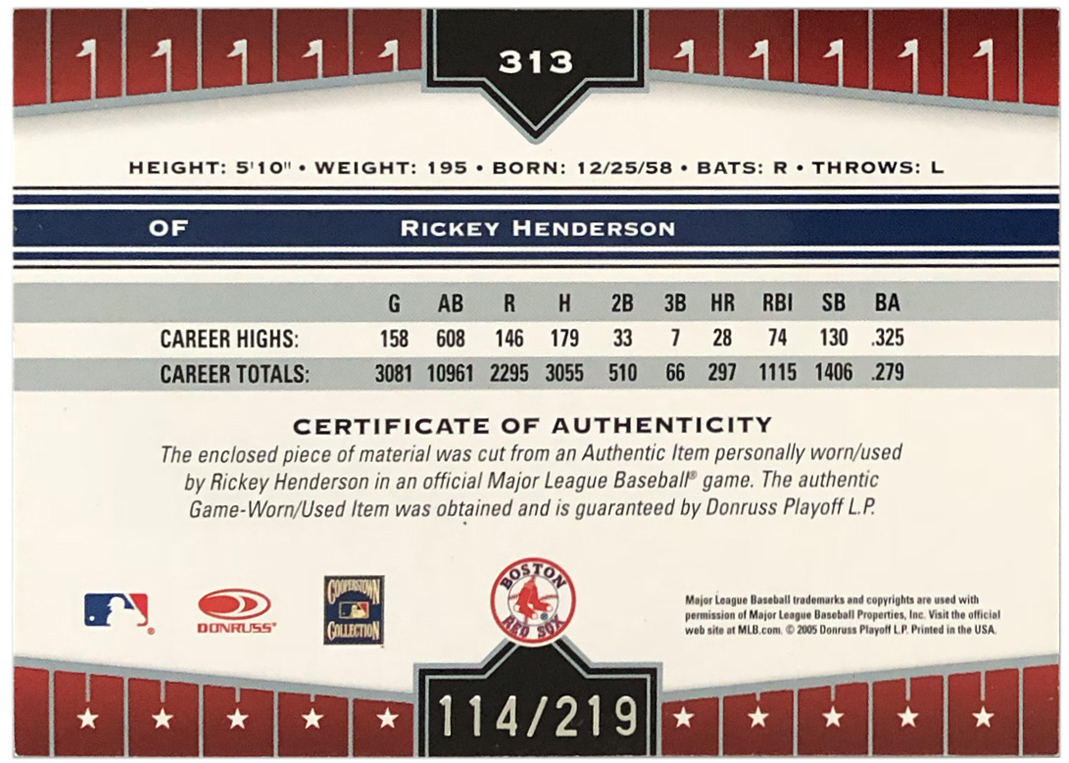 313
HEIGHT: 5'10" • WEIGHT: 195 • BORN: 12/25/58 • BATS: R • THROWS: L
OF RICKEY HENDERSON
G AB R H 2B 3B HR RBI SB BA
CAREER HIGHS: 158 608 146 179 33 7 28 74 130 .325
CAREER TOTALS: 3081 10961 2295 3055 510 66 297 1115 1406 .279
CERTIFICATE OF AUTHENTICITY
The enclosed piece of material was cut from an Authentic Item personally worn/used
by Rickey Henderson in an official Major League Baseball® game. The authentic
Game-Worn/Used Item was obtained and is guaranteed by Donruss Playoff L.P.
DONRUSS®
COOPERSTOWN
COLLECTION
BOSTON
RED SOX
Major League Baseball trademarks and copyrights are used with
permission of Major League Baseball Properties, Inc. Visit the official
web site at MLB.com. © 2005 Donruss Playoff L.P. Printed in the USA.
114/219